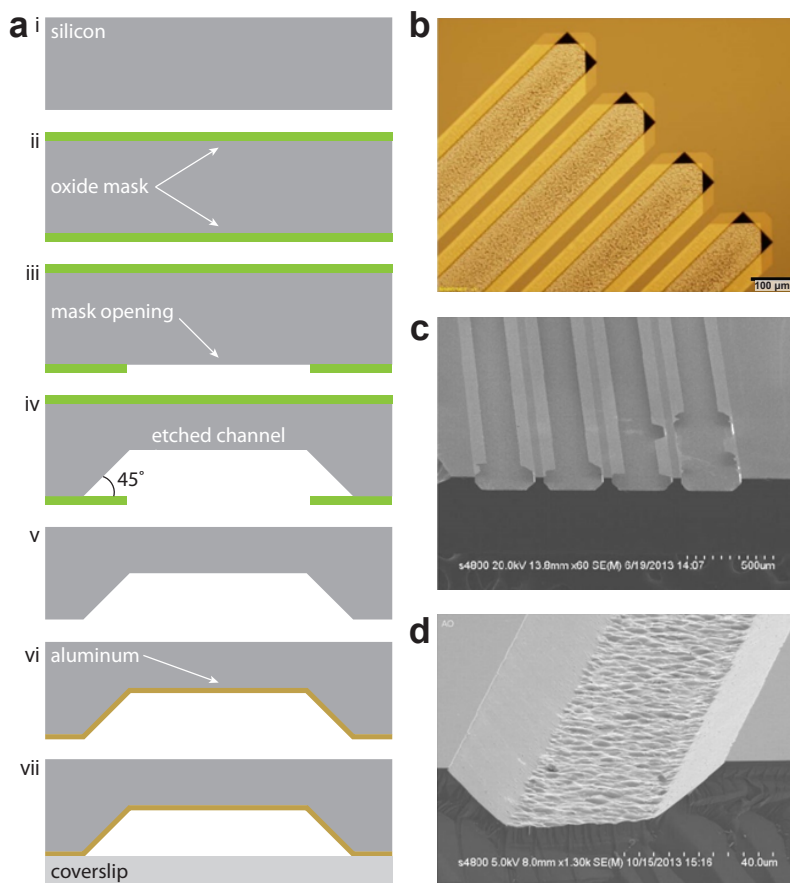 a
i
silicon
ii
oxide mask
iii
mask opening
iv
etched channel
45°
v
vi
aluminum
vii
coverslip
b
100 µm
c
s4800 20.0kV 13.8mm x60 SE(M) 6/19/2013 14:07
500um
d
AO
s4800 5.0kV 8.0mm x1.30k SE(M) 10/15/2013 15:16
40.0um